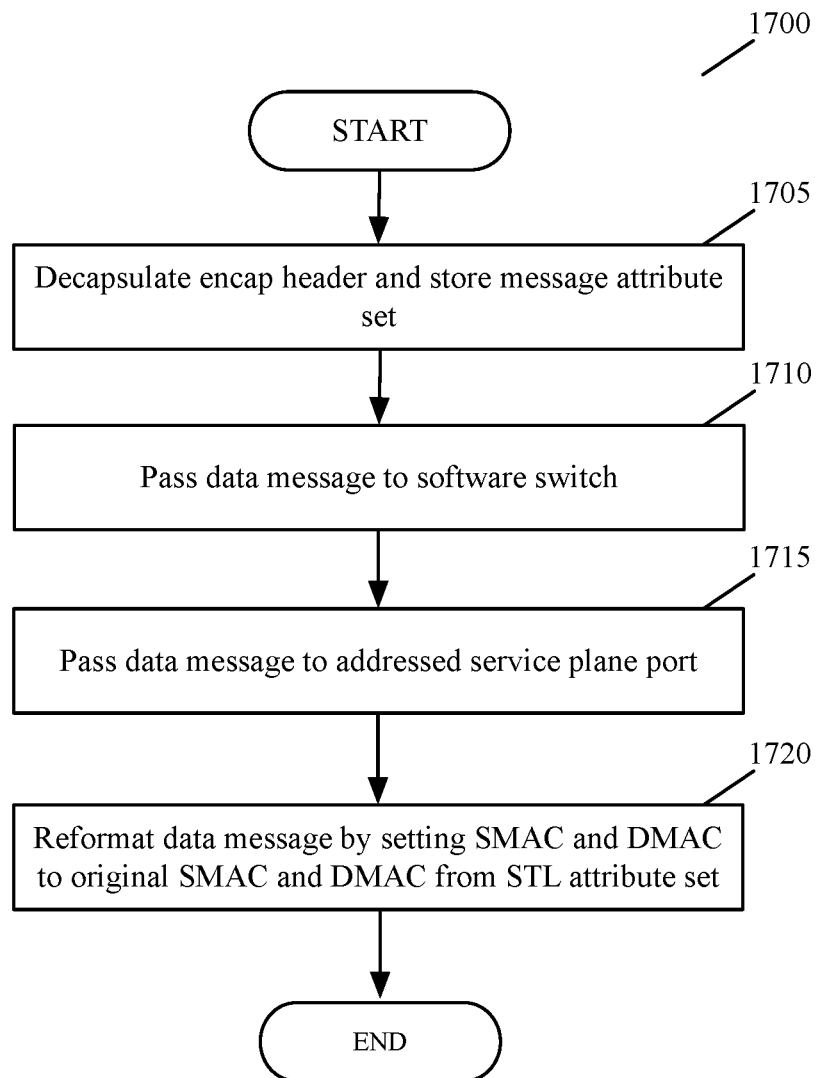 1700
START
1705
Decapsulate encap header and store message attribute
set
1710
Pass data message to software switch
1715
Pass data message to addressed service plane port
1720
Reformat data message by setting SMAC and DMAC
to original SMAC and DMAC from STL attribute set
END